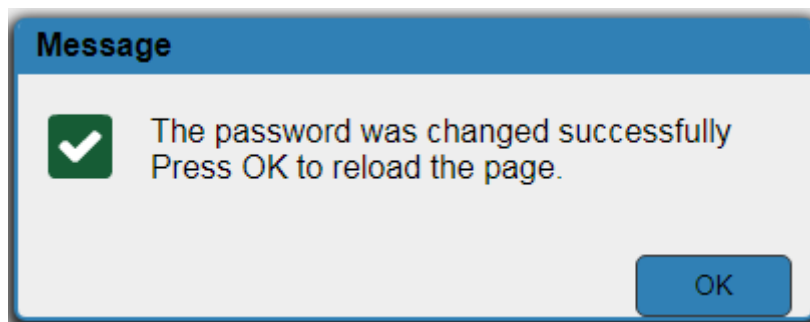 Message
The password was changed successfully
Press OK to reload the page.
OK